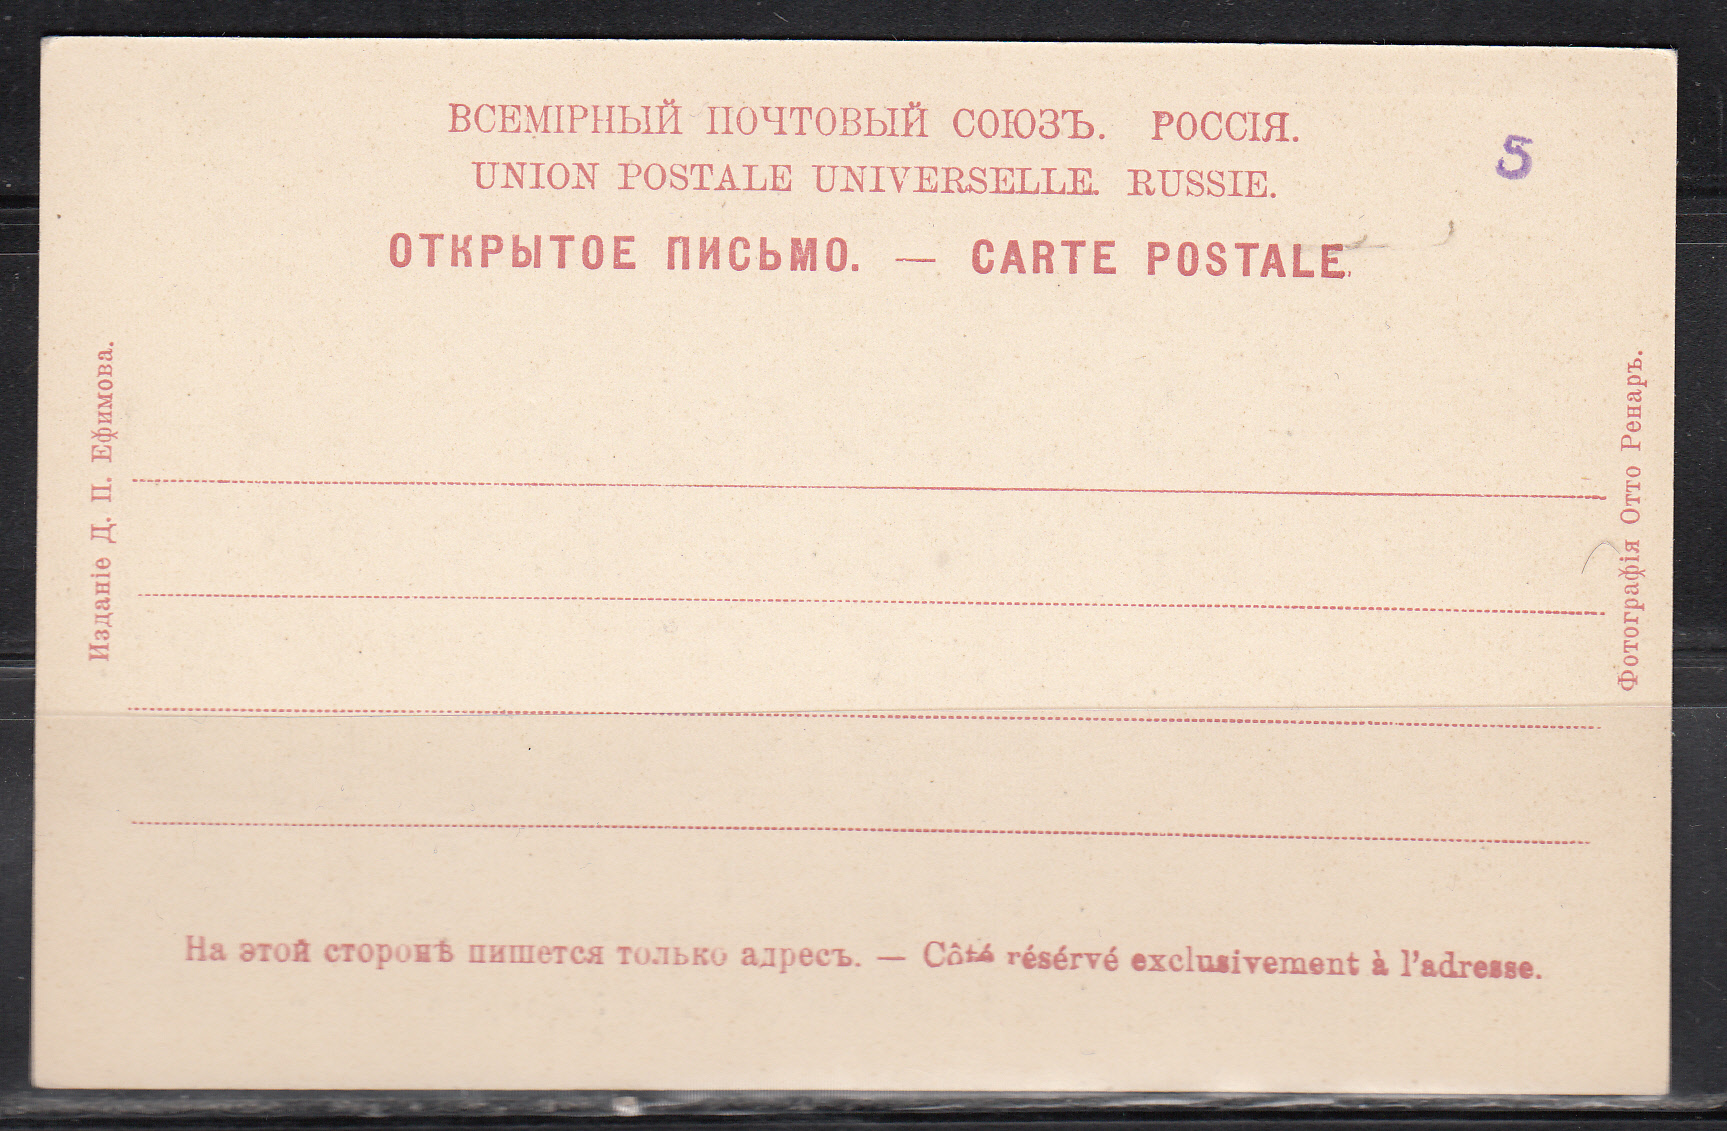 ВСЕМІРНЫЙ ПОЧТОВЫЙ СОЮЗЪ. РОССІЯ.
5
UNION POSTALE UNIVERSELLE. RUSSIE.
ОТКРЫТОЕ ПИСЬМО. — CARTE POSTALE.
Изданіе Д. П. Ефимова.
Фотографія Отто Ренаръ.
На этой сторонѣ пишется только адресъ. — Côté résérvé exclusivement à l'adresse.